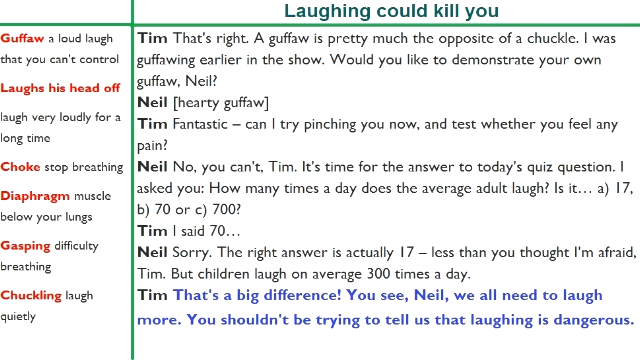 Laughing could kill you
Guffaw a loud laugh
that you can't control
Laughs his head off
laugh very loudly for a
long time
Choke stop breathing
Diaphragm muscle
below your lungs
Gasping difficulty
breathing
Chuckling laugh
quietly
Tim That's right. A guffaw is pretty much the opposite of a chuckle. I was
guffawing earlier in the show. Would you like to demonstrate your own
guffaw, Neil?
Neil [hearty guffaw]
Tim Fantastic – can I try pinching you now, and test whether you feel any
pain?
Neil No, you can't, Tim. It's time for the answer to today's quiz question. I
asked you: How many times a day does the average adult laugh? Is it… a) 17,
b) 70 or c) 700?
Tim I said 70…
Neil Sorry. The right answer is actually 17 – less than you thought I'm afraid,
Tim. But children laugh on average 300 times a day.
Tim That's a big difference! You see, Neil, we all need to laugh
more. You shouldn't be trying to tell us that laughing is dangerous.